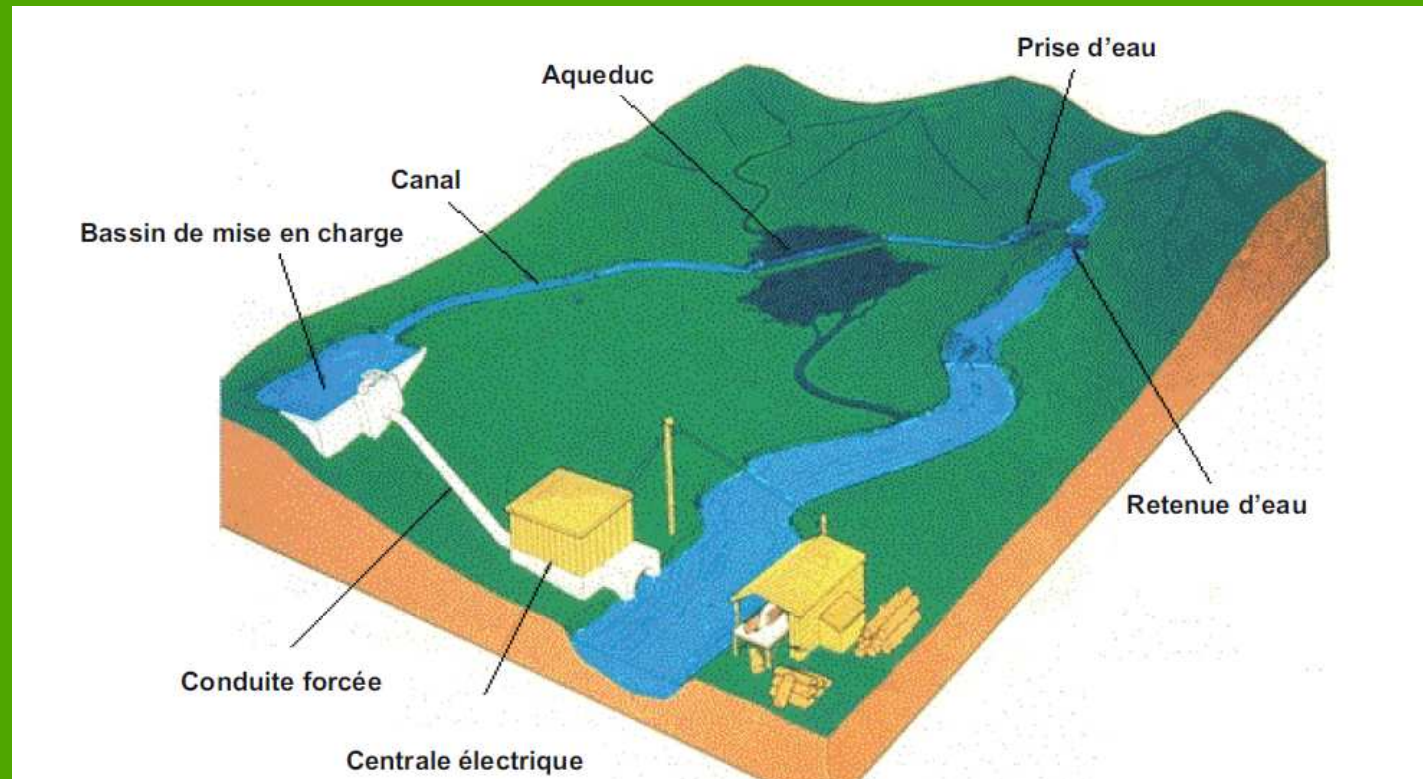 Prise d’eau
Aqueduc
Canal
Bassin de mise en charge
Retenue d’eau
Conduite forcée
Centrale électrique